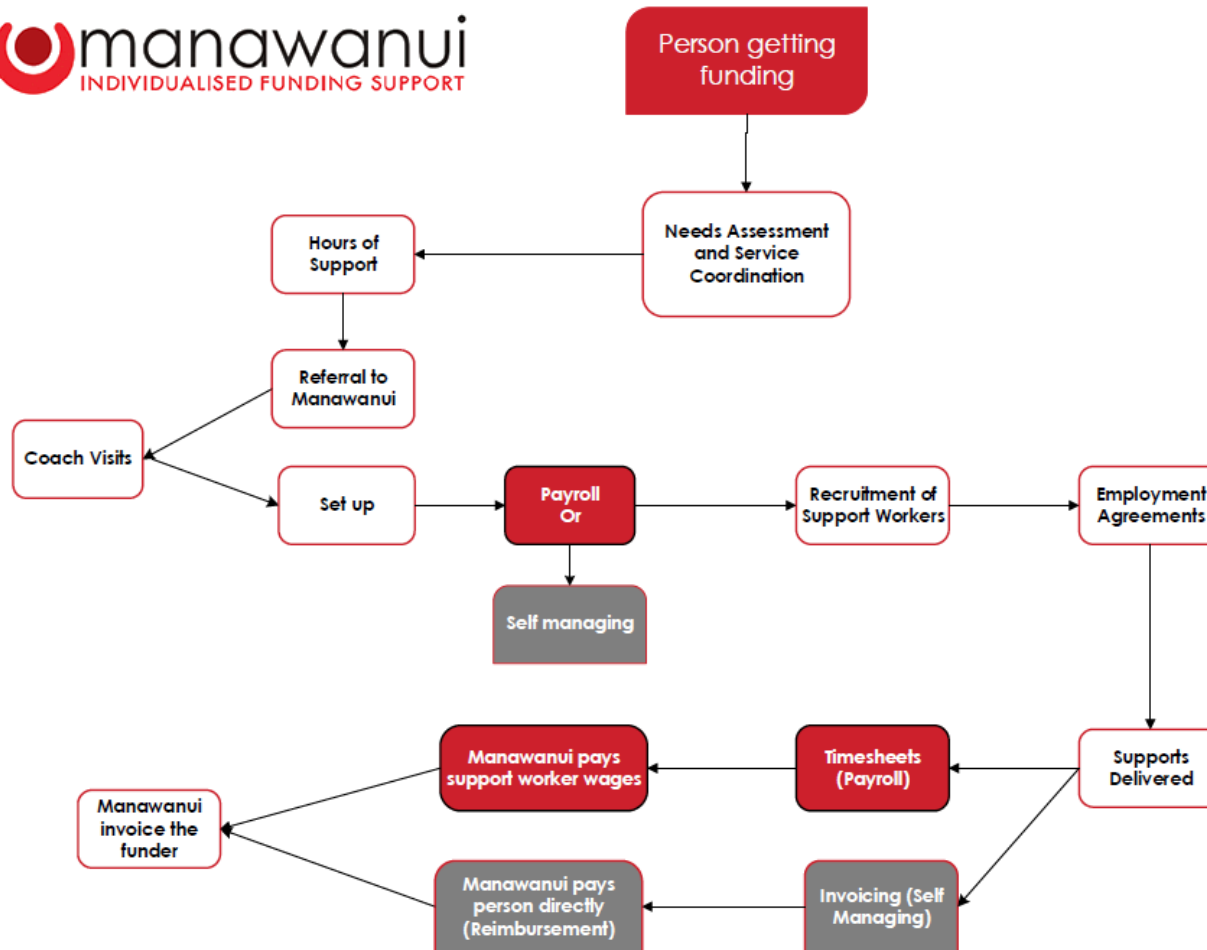 manawanui
INDIVIDUALISED FUNDING SUPPORT
Person getting
funding
Needs Assessment
and Service
Coordination
Hours of
Support
Referral to
Manawanui
Coach Visits
Set up
Payroll
Or
Recruitment of
Support Workers
Employment
Agreements
Self managing
Supports
Delivered
Timesheets
(Payroll)
Manawanui pays
support worker wages
Manawanui
invoice the
funder
Invoicing (Self
Managing)
Manawanui pays
person directly
(Reimbursement)